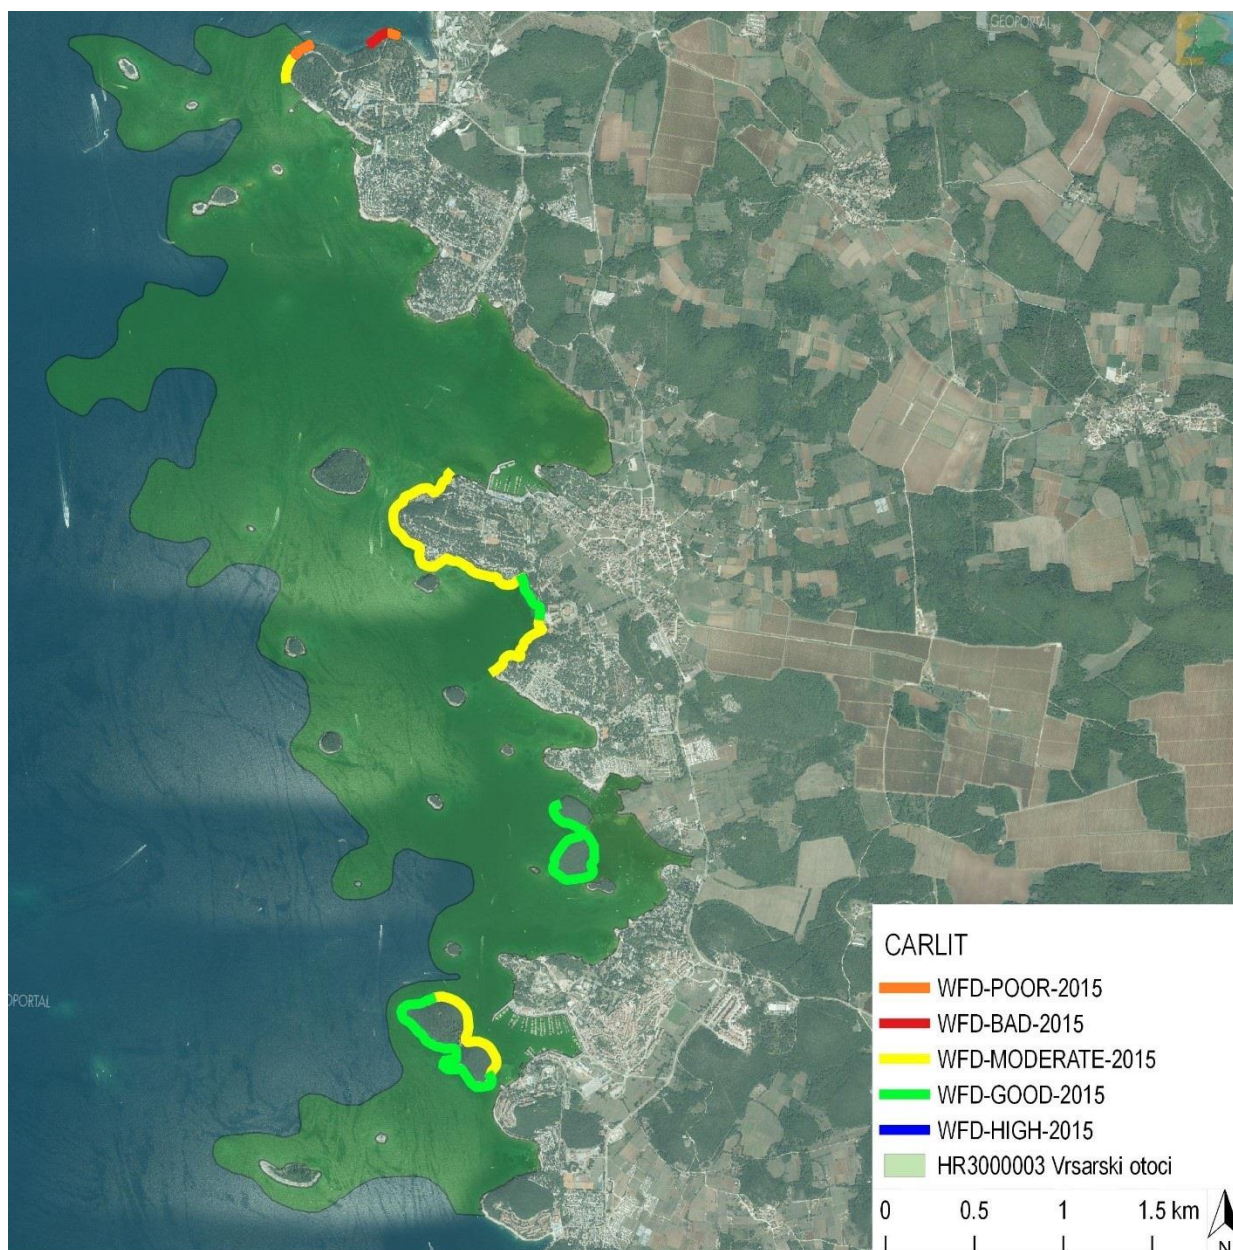 GEOPORTAL
OPORTAL
CARLIT
WFD-POOR-2015
WFD-BAD-2015
WFD-MODERATE-2015
WFD-GOOD-2015
WFD-HIGH-2015
HR3000003 Vrsarski otoci
0 0.5 1 1.5 km
N